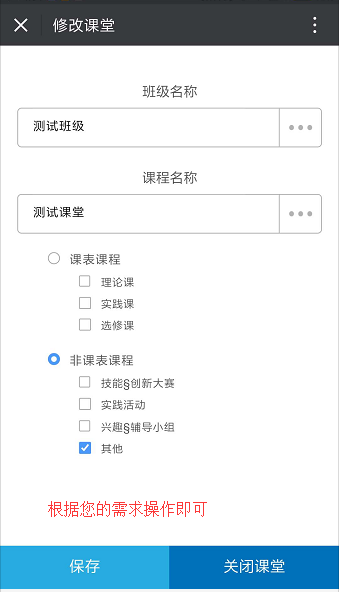 修改课堂
班级名称
测试班级
课程名称
测试课堂
课表课程
理论课
实践课
选修课
非课表课程
技能§创新大赛
实践活动
兴趣§辅导小组
其他
根据您的需求操作即可
保存
关闭课堂